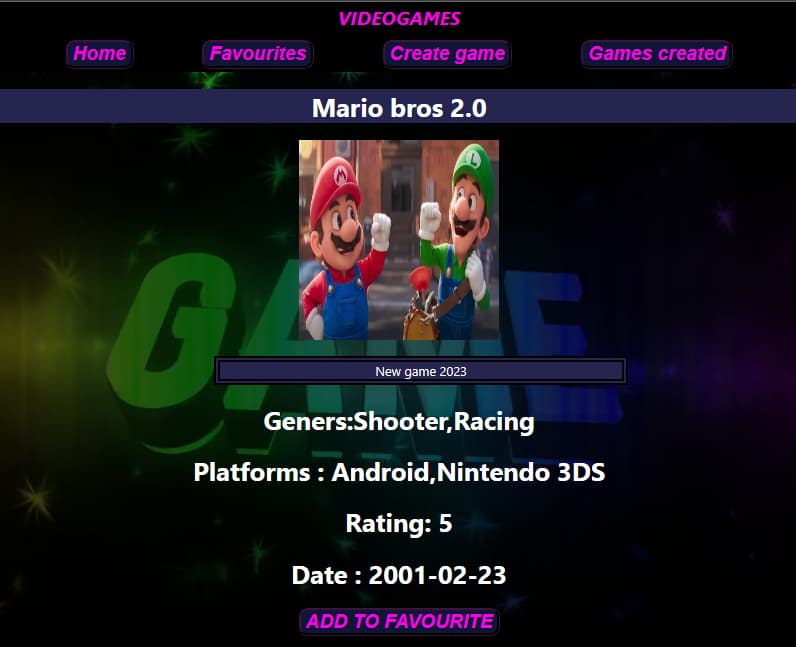 VIDEOGAMES
Home Favourites Create game Games created
Mario bros 2.0
M L
GAME
New game 2023
Geners:Shooter,Racing
Platforms : Android,Nintendo 3DS
Rating: 5
Date : 2001-02-23
ADD TO FAVOURITE